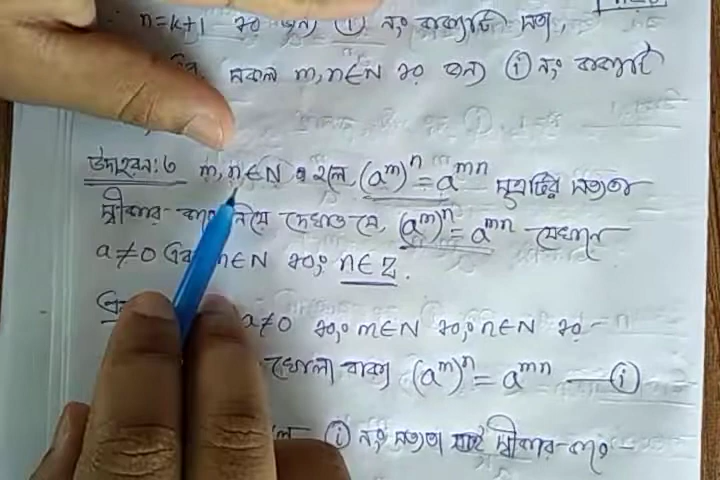 n=k+1 এর জন্য (i) নং বাক্যটি সত্য,
সকল m,n∈N এর জন্য (i) নং বাক্যটি
উদাহরণ: ৩ m,n∈N হলে (a^m)^n = a^mn সূত্রটির সত্যতা
স্বীকার করে নিয়ে দেখাও যে, (a^m)^n = a^mn যেখানে
a≠0 এবং m∈N এবং n∈Z.
a≠0 এবং m∈N এবং n∈N এর
খোলা বাক্য (a^m)^n = a^mn — (i)
(i) নং সত্যতা স্বীকার করে